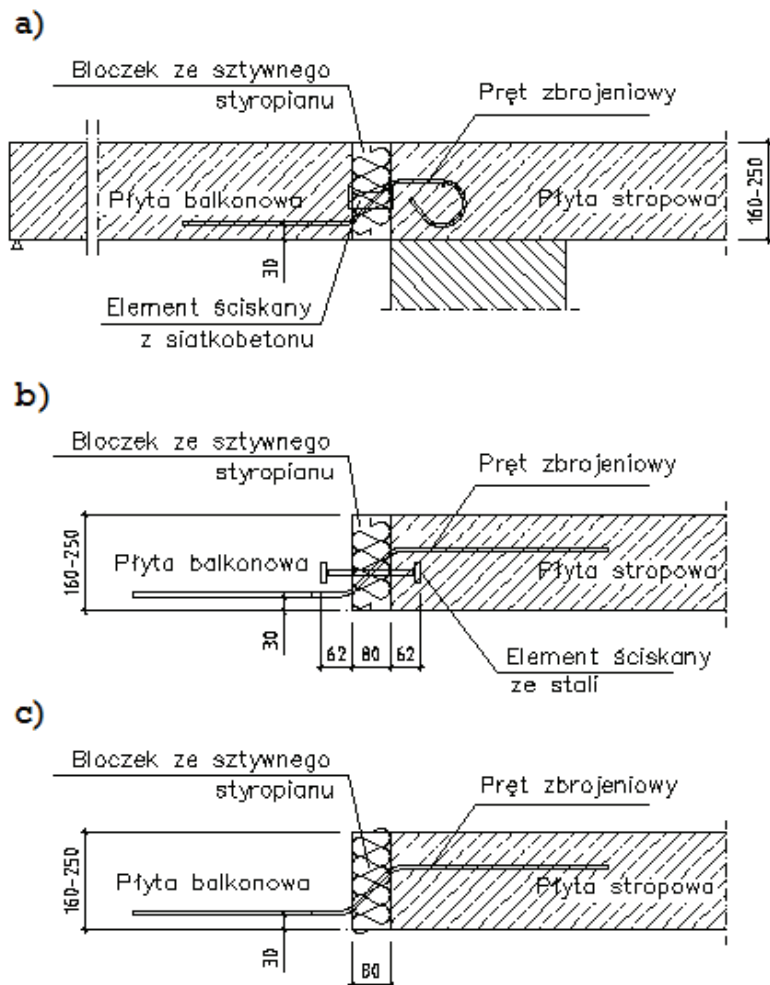 a)
Bloczek ze sztywnego
styropianu
Pręt zbrojeniowy
Płyta balkonowa
Płyta stropowa
160-250
30
Element ściskany
z siatkobetonu
b)
Bloczek ze sztywnego
styropianu
Pręt zbrojeniowy
160-250
Płyta balkonowa
Płyta stropowa
30
62 80 62
Element ściskany
ze stali
c)
Bloczek ze sztywnego
styropianu
Pręt zbrojeniowy
160-250
Płyta balkonowa
Płyta stropowa
30
80